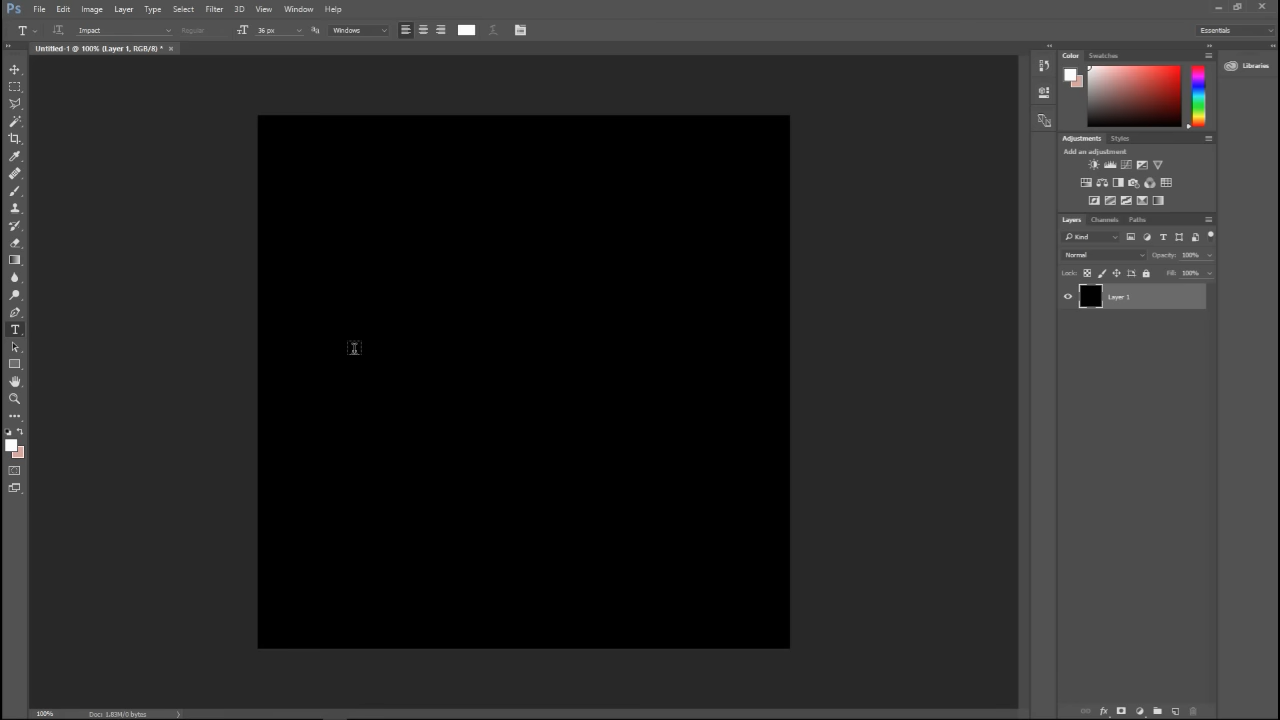 Ps File Edit Image Layer Type Select Filter 3D View Window Help
T Impact Regular 36 px aa Windows Essentials
Untitled-1 @ 100% (Layer 1, RGB/8) * ×
Color Swatches Libraries
Adjustments Styles
Add an adjustment
Layers Channels Paths
Kind
Normal Opacity: 100%
Lock: Fill: 100%
Layer 1
100% Doc: 1.83M/0 bytes